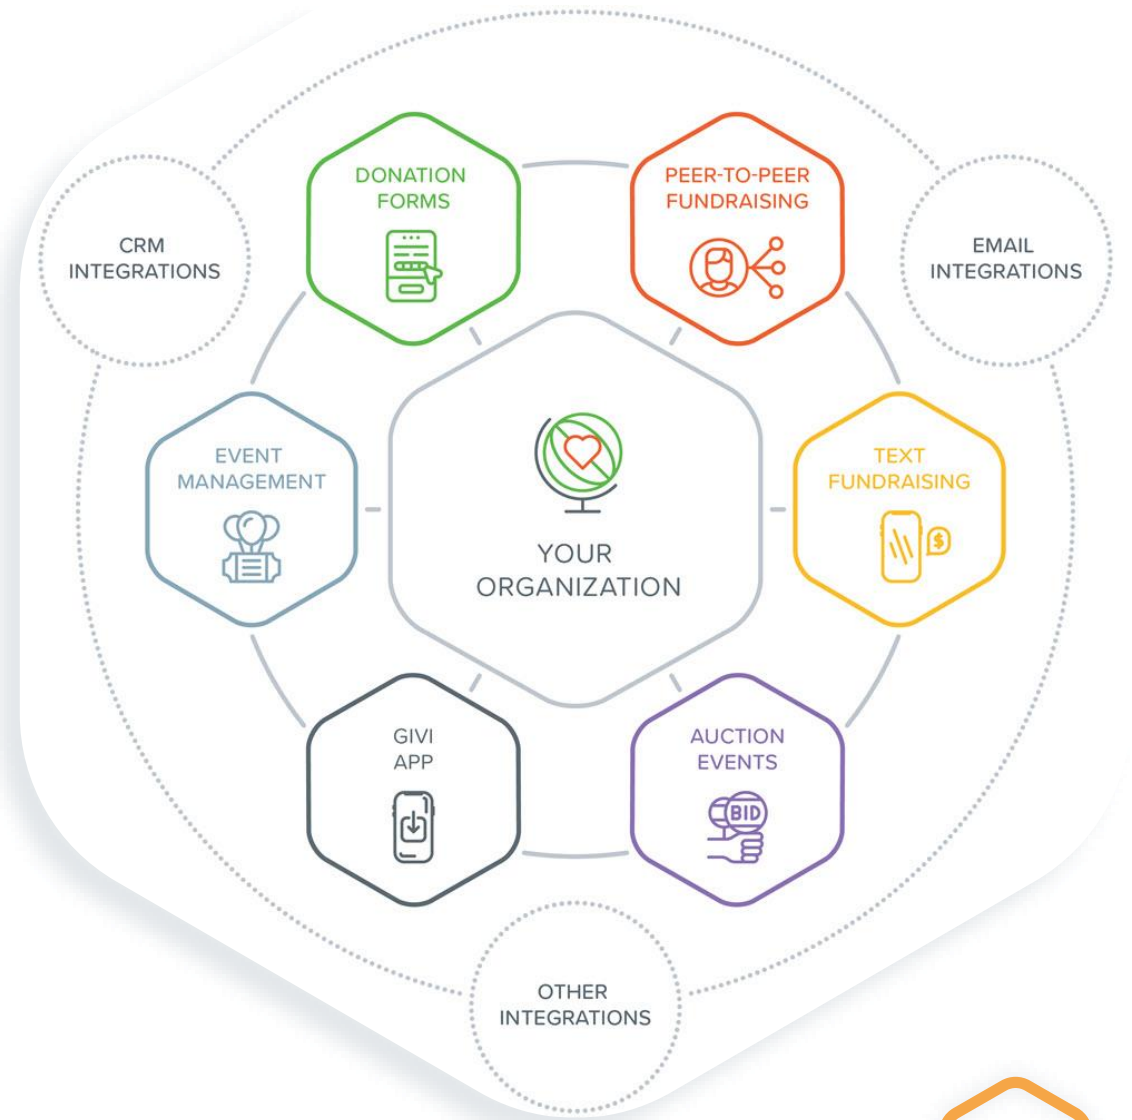 DONATION
FORMS
PEER-TO-PEER
FUNDRAISING
CRM
INTEGRATIONS
EMAIL
INTEGRATIONS
EVENT
MANAGEMENT
TEXT
FUNDRAISING
$
YOUR
ORGANIZATION
GIVI
APP
AUCTION
EVENTS
BID
OTHER
INTEGRATIONS